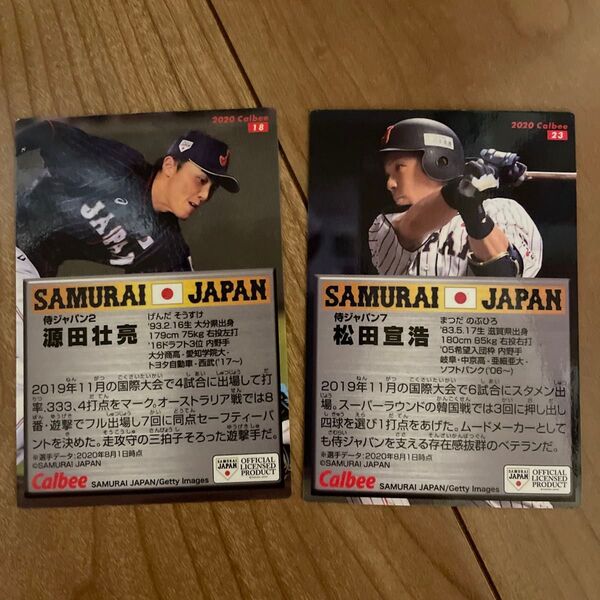 2020 Calbee
18
JAPAN
SAMURAI JAPAN
侍ジャパン2
源田壮亮
げんだ そうすけ
'93.2.16生 大分県出身
179cm 75kg 右投左打
'16ドラフト3位 内野手
大分商高-愛知学院大-
トヨタ自動車-西武('17～)
2019年11月の国際大会で4試合に出場して打
率.333、4打点をマーク。オーストラリア戦では8
番・遊撃でフル出場し7回に同点セーフティーバ
ントを決めた。走攻守の三拍子そろった遊撃手だ。
※選手データ:2020年8月1日時点
©SAMURAI JAPAN
Calbee
SAMURAI JAPAN/Getty Images
SAMURAI
JAPAN
OFFICIAL
LICENSED
PRODUCT
2020 Calbee
23
SAMURAI JAPAN
侍ジャパン7
松田宣浩
まつだ のぶひろ
'83.5.17生 滋賀県出身
180cm 85kg 右投右打
'05希望入団枠 内野手
岐阜・中京高-亜細亜大-
ソフトバンク('06～)
2019年11月の国際大会で6試合にスタメン出
場。スーパーラウンドの韓国戦では3回に押し出し
四球を選び1打点をあげた。ムードメーカーとして
も侍ジャパンを支える存在感抜群のベテランだ。
※選手データ:2020年8月1日時点
©SAMURAI JAPAN
Calbee
SAMURAI JAPAN/Getty Images
SAMURAI
JAPAN
OFFICIAL
LICENSED
PRODUCT